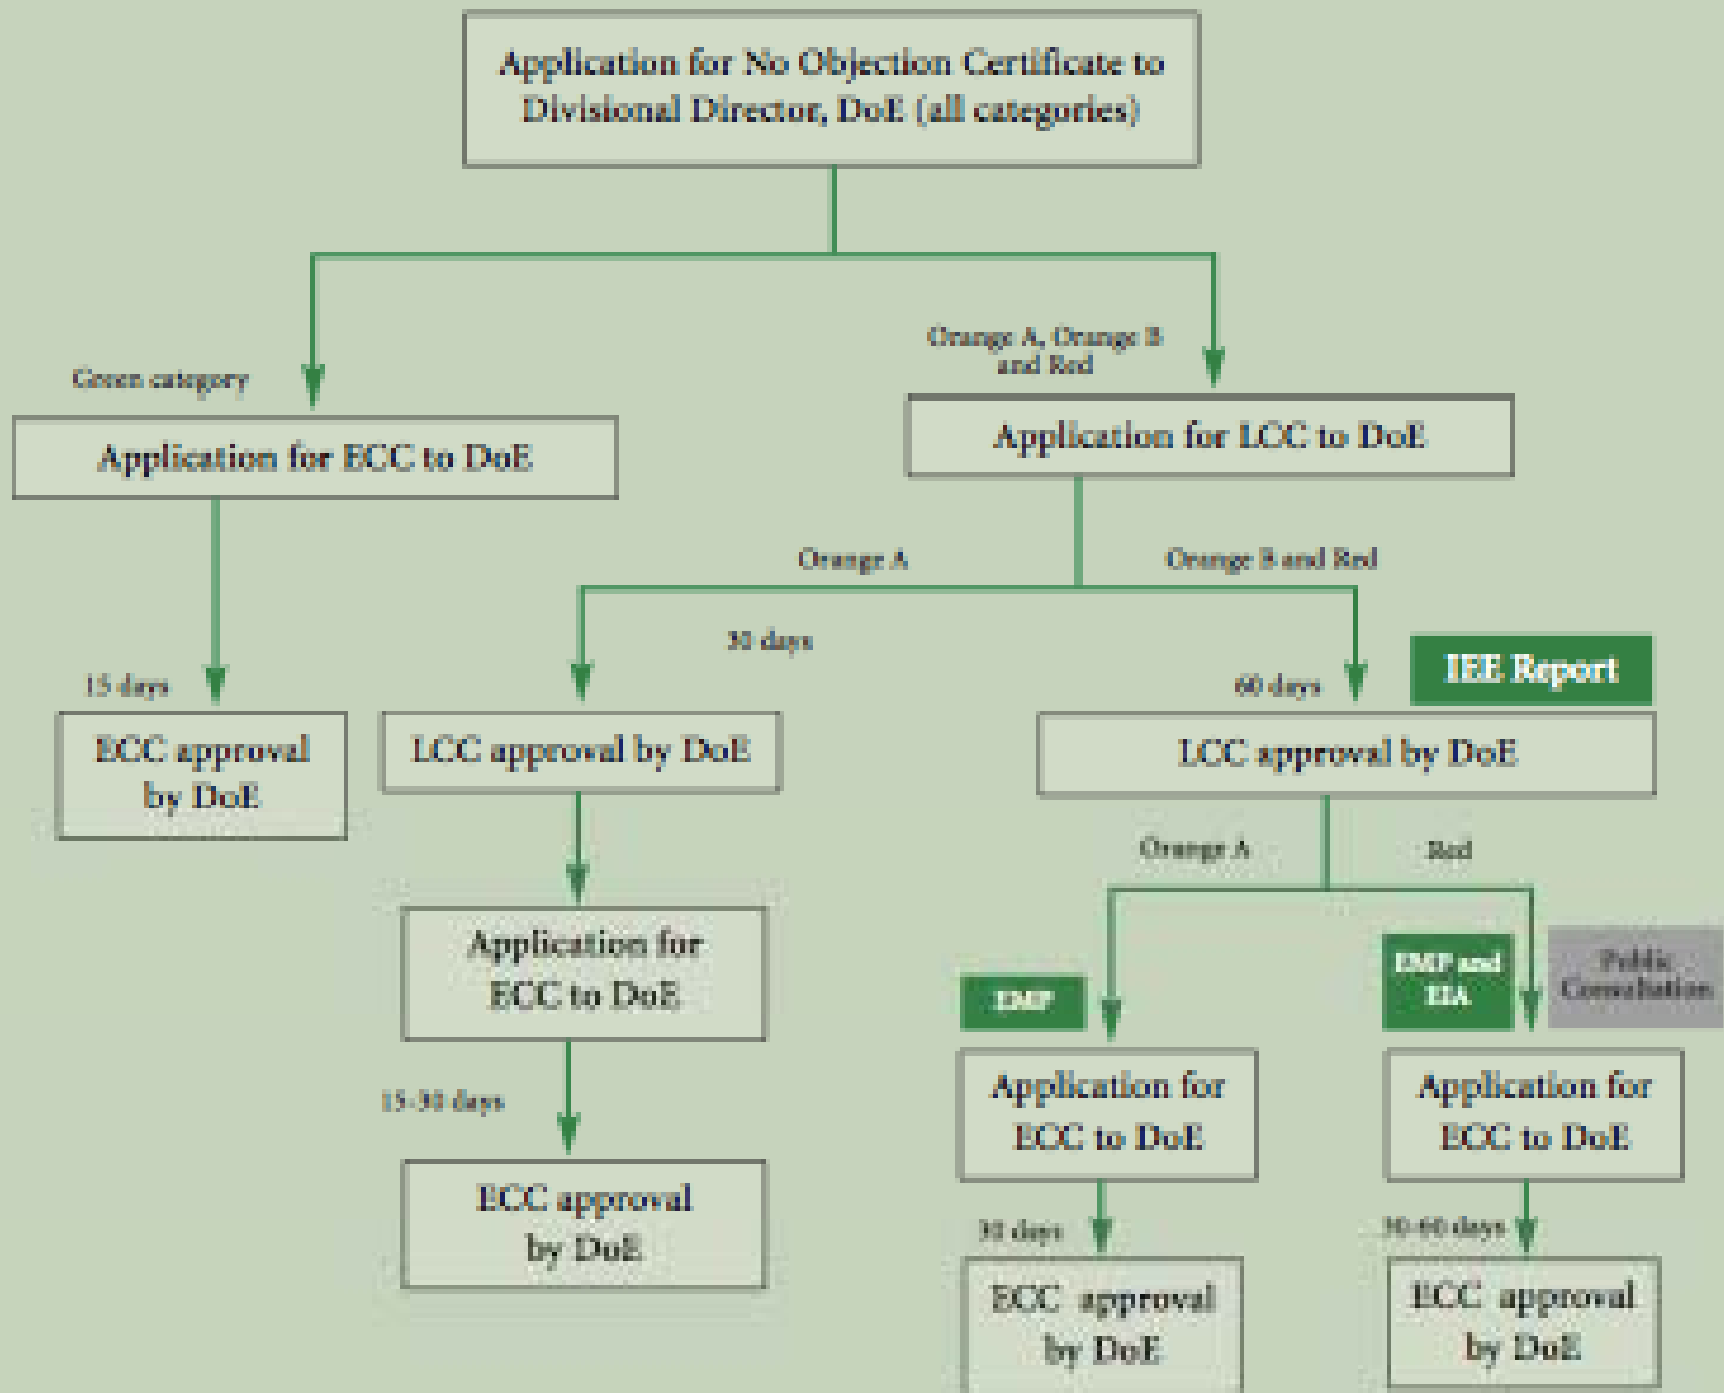 Application for No Objection Certificate to
Divisional Director, DoE (all categories)
Green category
Orange A, Orange B
and Red
Application for ECC to DoE
Application for LCC to DoE
Orange A
Orange B and Red
30 days
15 days
60 days
IEE Report
ECC approval
by DoE
LCC approval by DoE
LCC approval by DoE
Orange A
Red
Application for
ECC to DoE
EMP
EMP and
EIA
Public
Consultation
15-30 days
Application for
ECC to DoE
Application for
ECC to DoE
ECC approval
by DoE
30 days
30-60 days
ECC approval
by DoE
ECC approval
by DoE